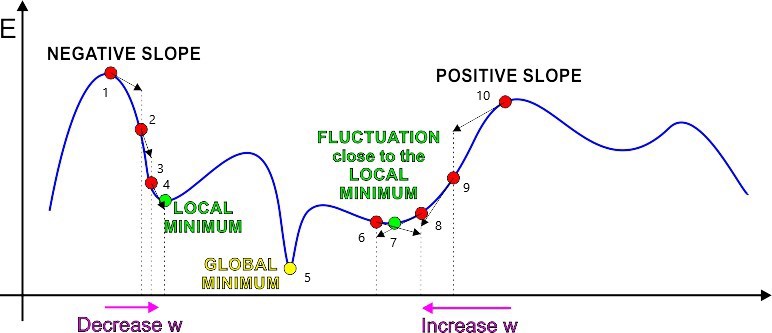 E
NEGATIVE SLOPE
1
2
3
4
LOCAL
MINIMUM
GLOBAL
MINIMUM
5
FLUCTUATION
close to the
LOCAL
MINIMUM
6
7
8
9
POSITIVE SLOPE
10
Decrease w
Increase w